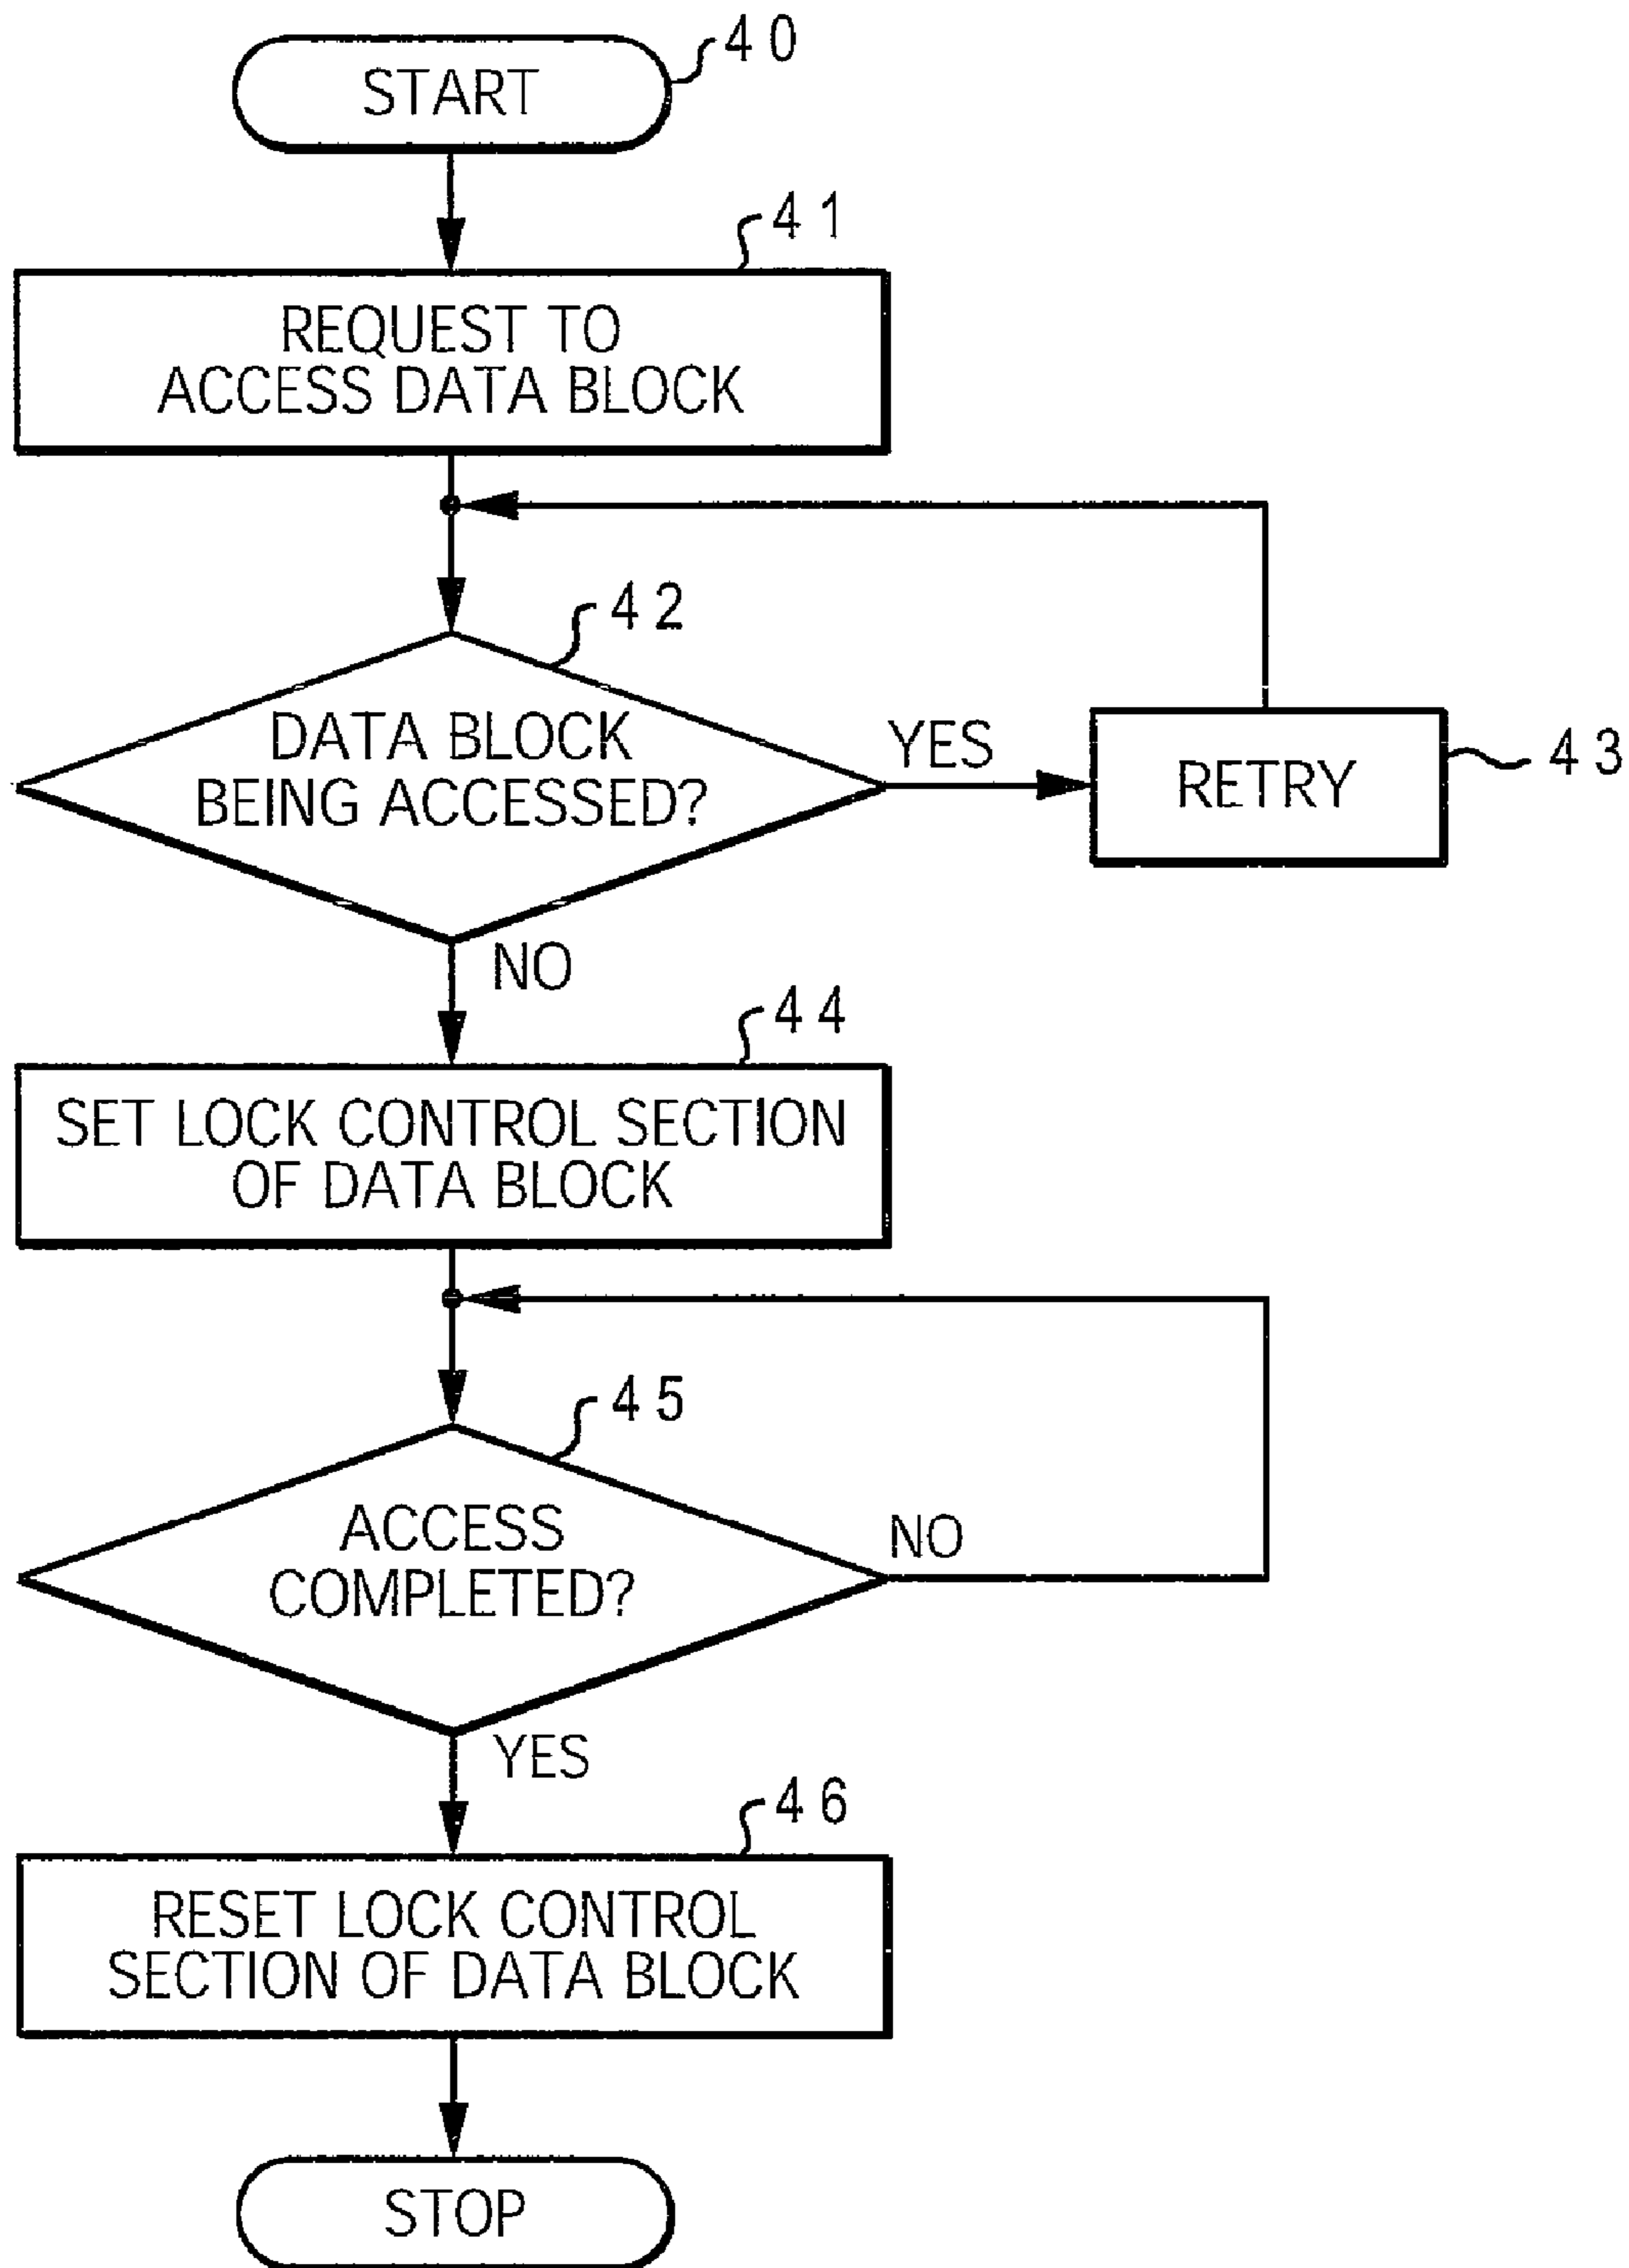 40
START
41
REQUEST TO
ACCESS DATA BLOCK
42
DATA BLOCK
BEING ACCESSED?
YES
RETRY
43
NO
44
SET LOCK CONTROL SECTION
OF DATA BLOCK
45
ACCESS
COMPLETED?
NO
YES
46
RESET LOCK CONTROL
SECTION OF DATA BLOCK
STOP